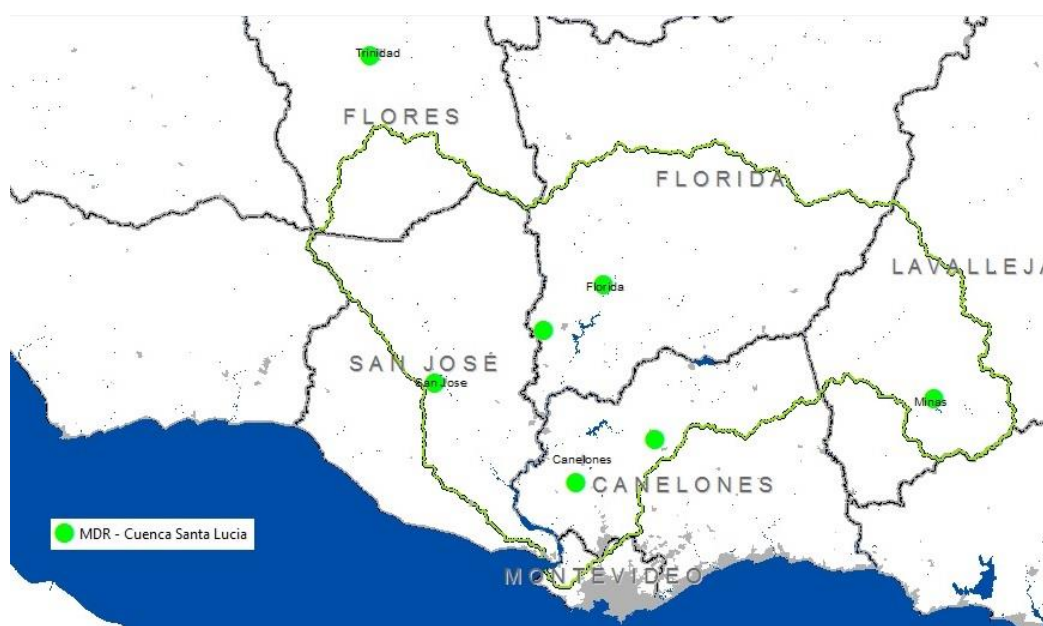 Trinidad
FLORES
FLORIDA
LAVALLEJA
Florida
SAN JOSÉ
San Jose
Minas
Canelones
CANELONES
MDR - Cuenca Santa Lucia
MONTEVIDEO